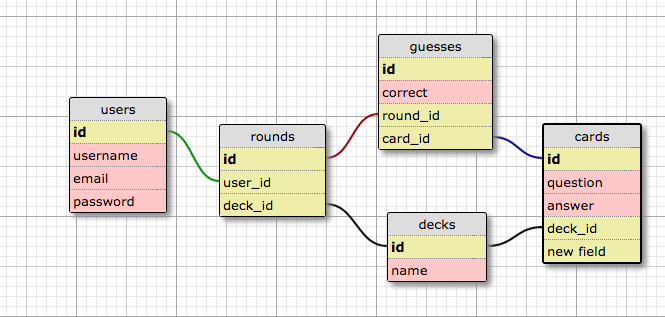 users
id
username
email
password
rounds
id
user_id
deck_id
guesses
id
correct
round_id
card_id
decks
id
name
cards
id
question
answer
deck_id
new field